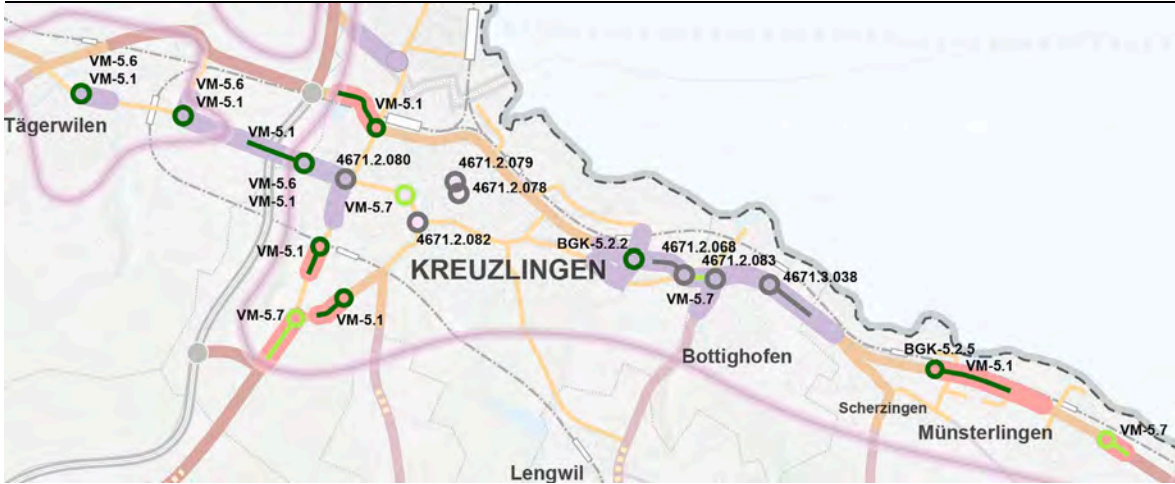 VM-5.6
VM-5.1
VM-5.6
VM-5.1
VM-5.1
Tägerwilen
VM-5.1
4671.2.080
4671.2.079
VM-5.6
VM-5.1
VM-5.7
4671.2.078
4671.2.082
VM-5.1
BGK-5.2.2
4671.2.068
4671.2.083
4671.3.038
KREUZLINGEN
VM-5.7
VM-5.7
VM-5.1
Bottighofen
BGK-5.2.5
VM-5.1
Scherzingen
Münsterlingen
VM-5.7
Lengwil